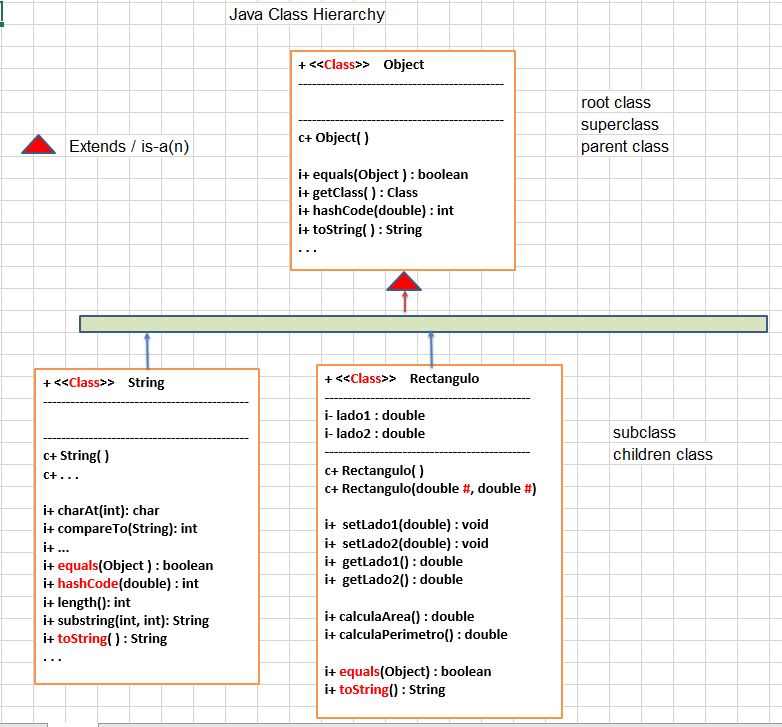 Java Class Hierarchy
+ <<Class>> Object
c+ Object( )
i+ equals(Object ) : boolean
i+ getClass( ) : Class
i+ hashCode(double) : int
i+ toString( ) : String
. . .
root class
superclass
parent class
Extends / is-a(n)
+ <<Class>> String
c+ String( )
c+ . . .
i+ charAt(int): char
i+ compareTo(String): int
i+ ...
i+ equals(Object ) : boolean
i+ hashCode(double) : int
i+ length(): int
i+ substring(int, int): String
i+ toString( ) : String
. . .
+ <<Class>> Rectangulo
i- lado1 : double
i- lado2 : double
c+ Rectangulo( )
c+ Rectangulo(double #, double #)
i+ setLado1(double) : void
i+ setLado2(double) : void
i+ getLado1() : double
i+ getLado2() : double
i+ calculaArea() : double
i+ calculaPerimetro() : double
i+ equals(Object) : boolean
i+ toString() : String
subclass
children class